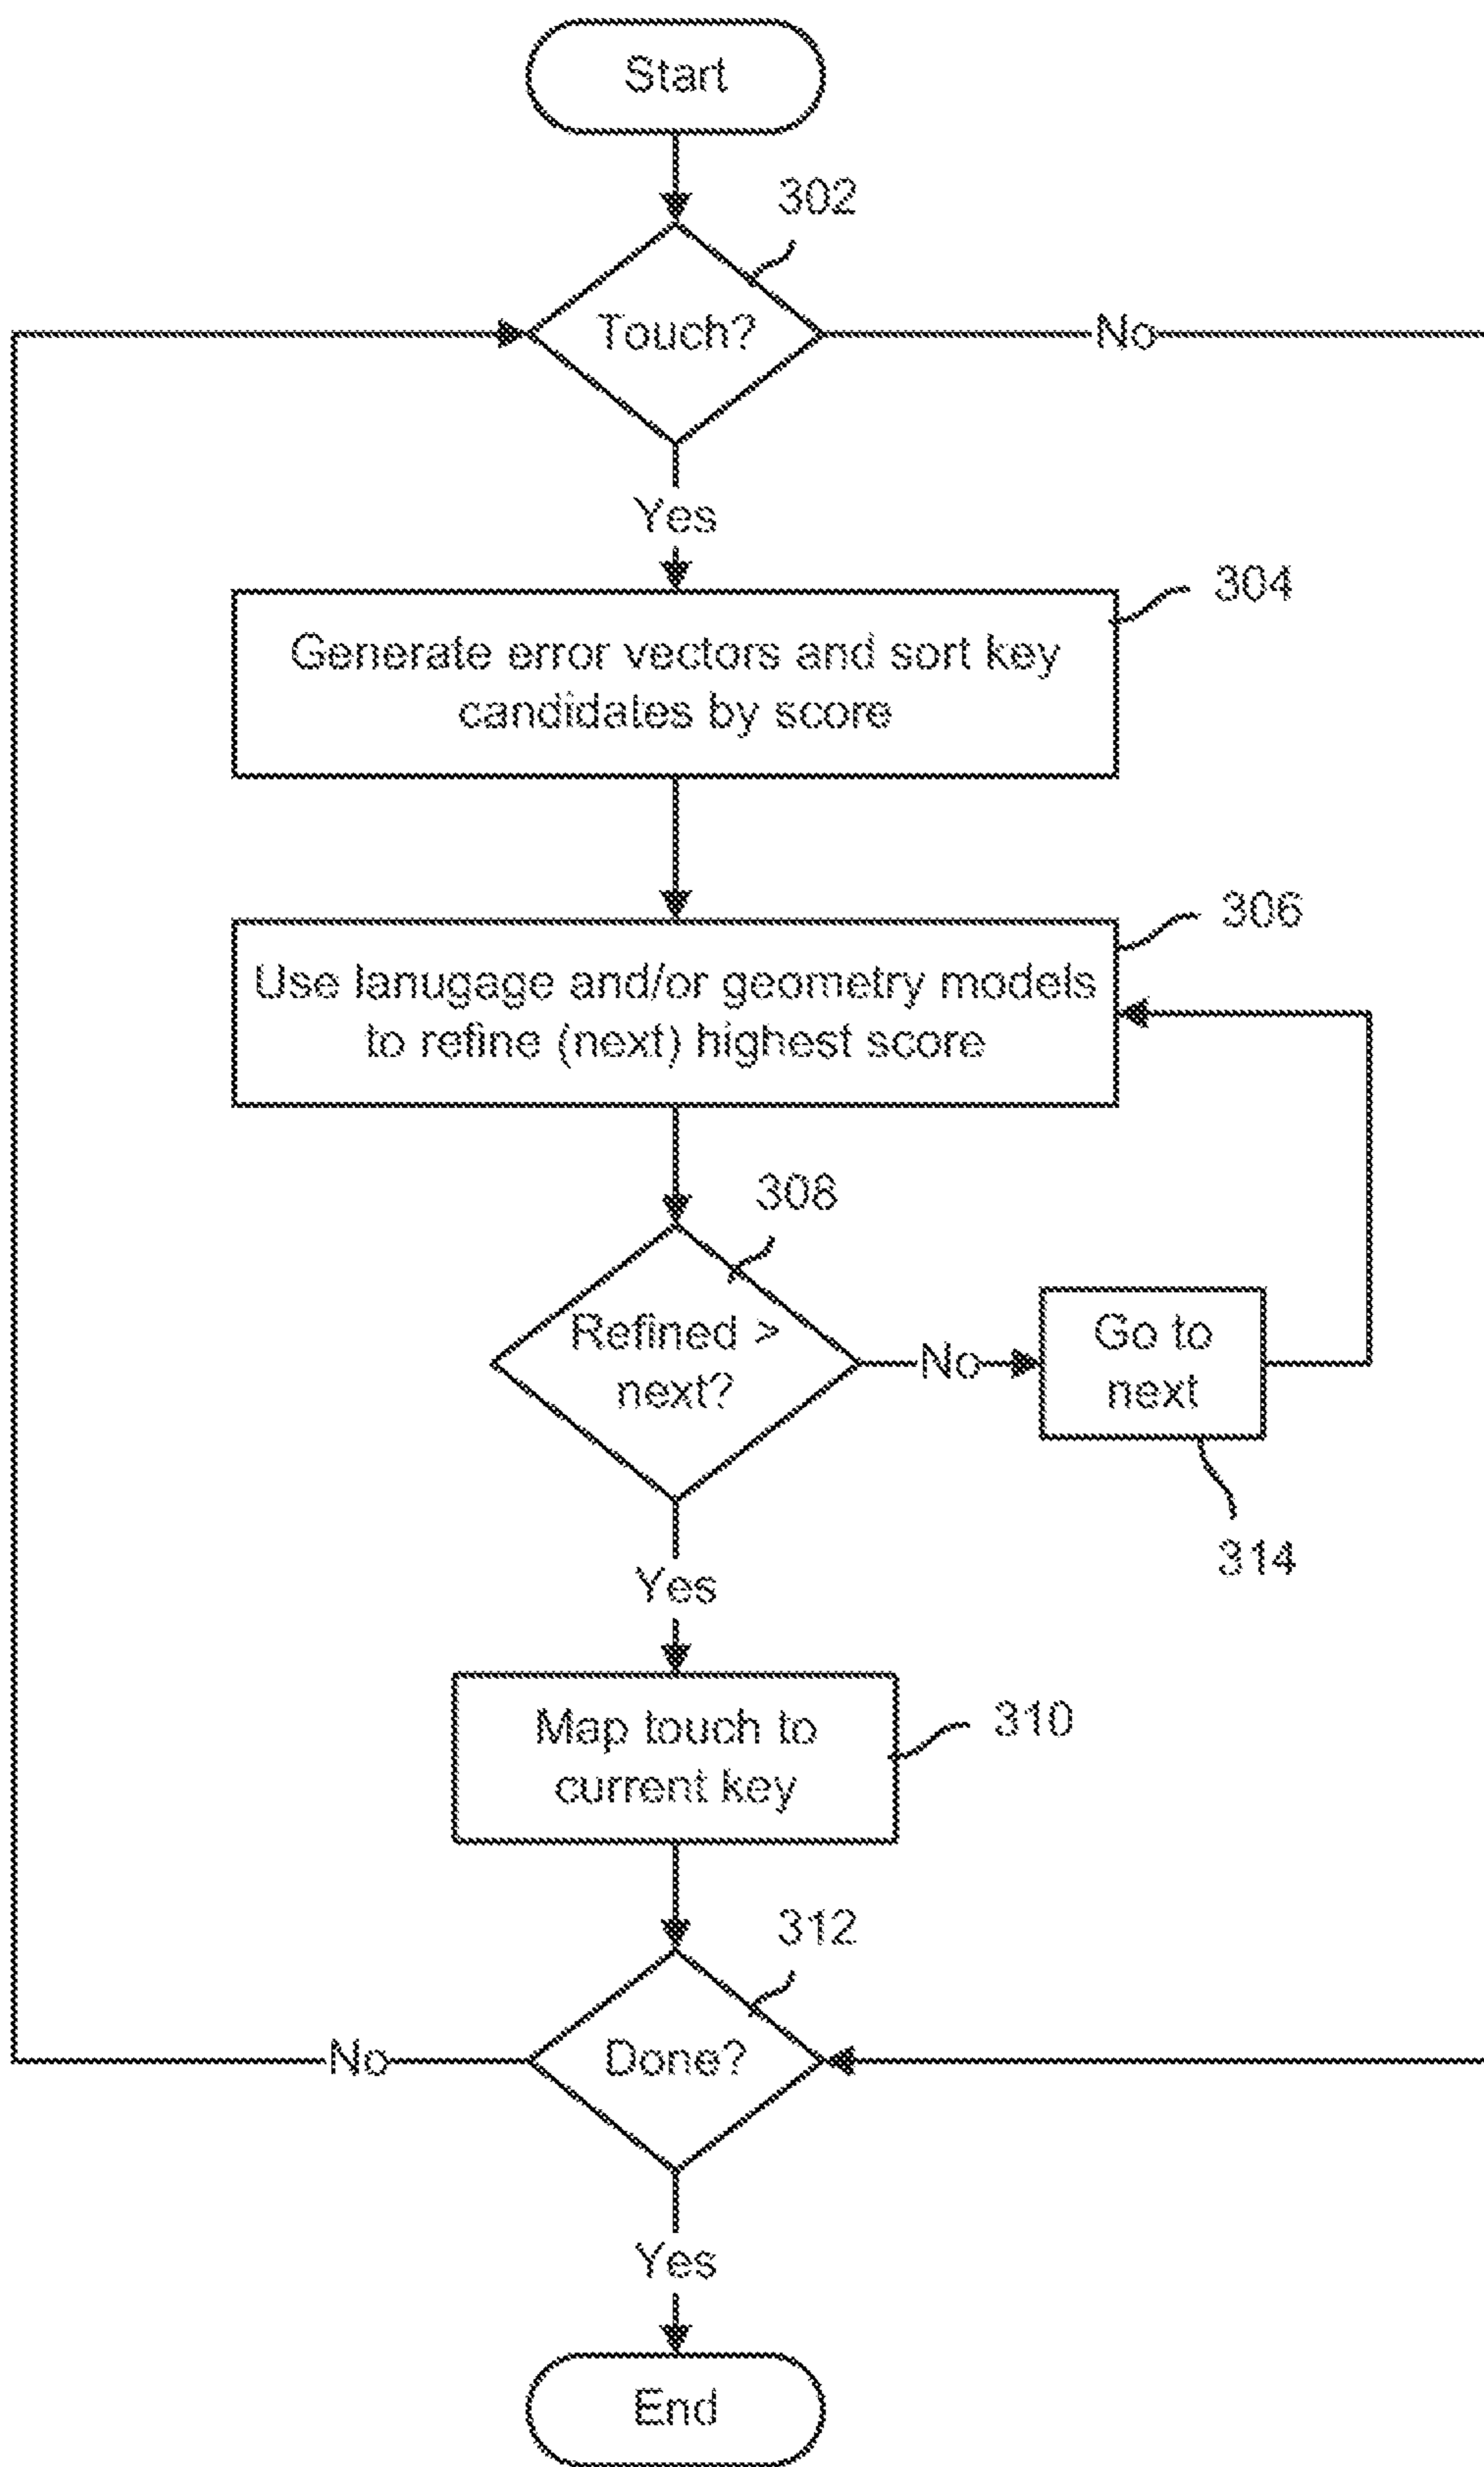 Start
302
Touch?
No
Yes
304
Generate error vectors and sort key
candidates by score
306
Use lanugage and/or geometry models
to refine (next) highest score
308
Refined >
next?
No
Go to
next
314
Yes
Map touch to
current key
310
312
Done?
No
Yes
End